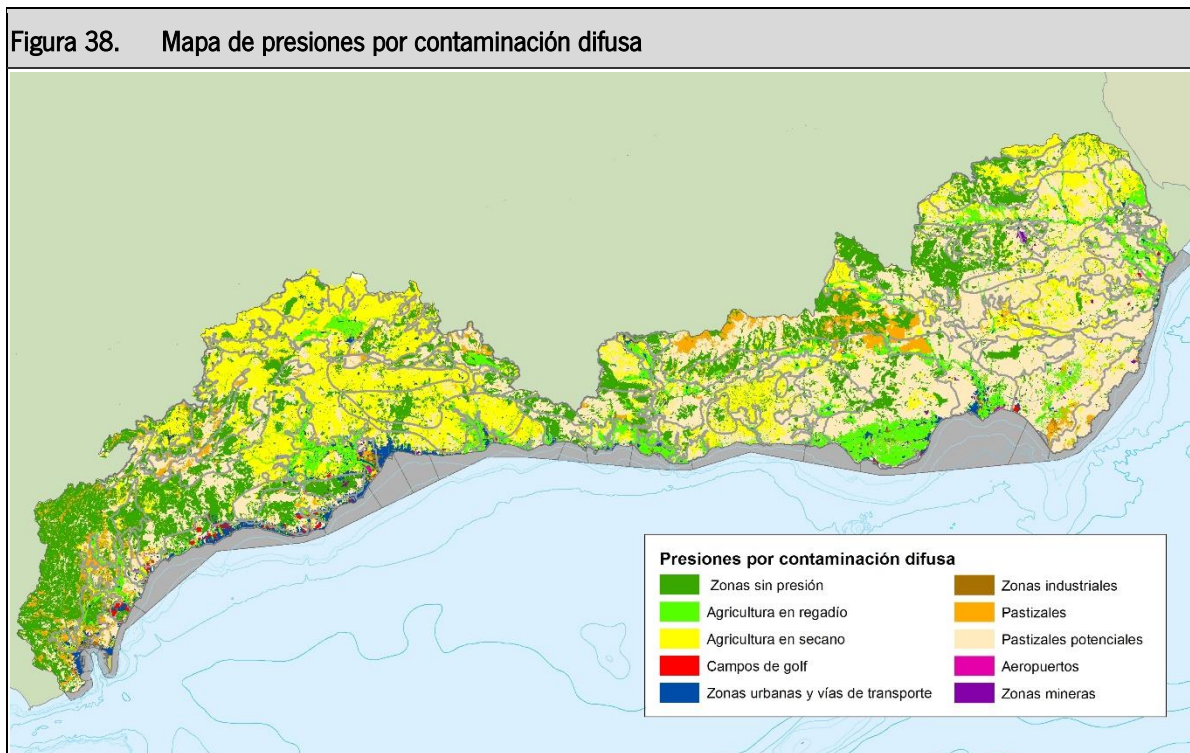 Figura 38. Mapa de presiones por contaminación difusa
Presiones por contaminación difusa
Zonas sin presión
Agricultura en regadío
Agricultura en secano
Campos de golf
Zonas urbanas y vías de transporte
Zonas industriales
Pastizales
Pastizales potenciales
Aeropuertos
Zonas mineras